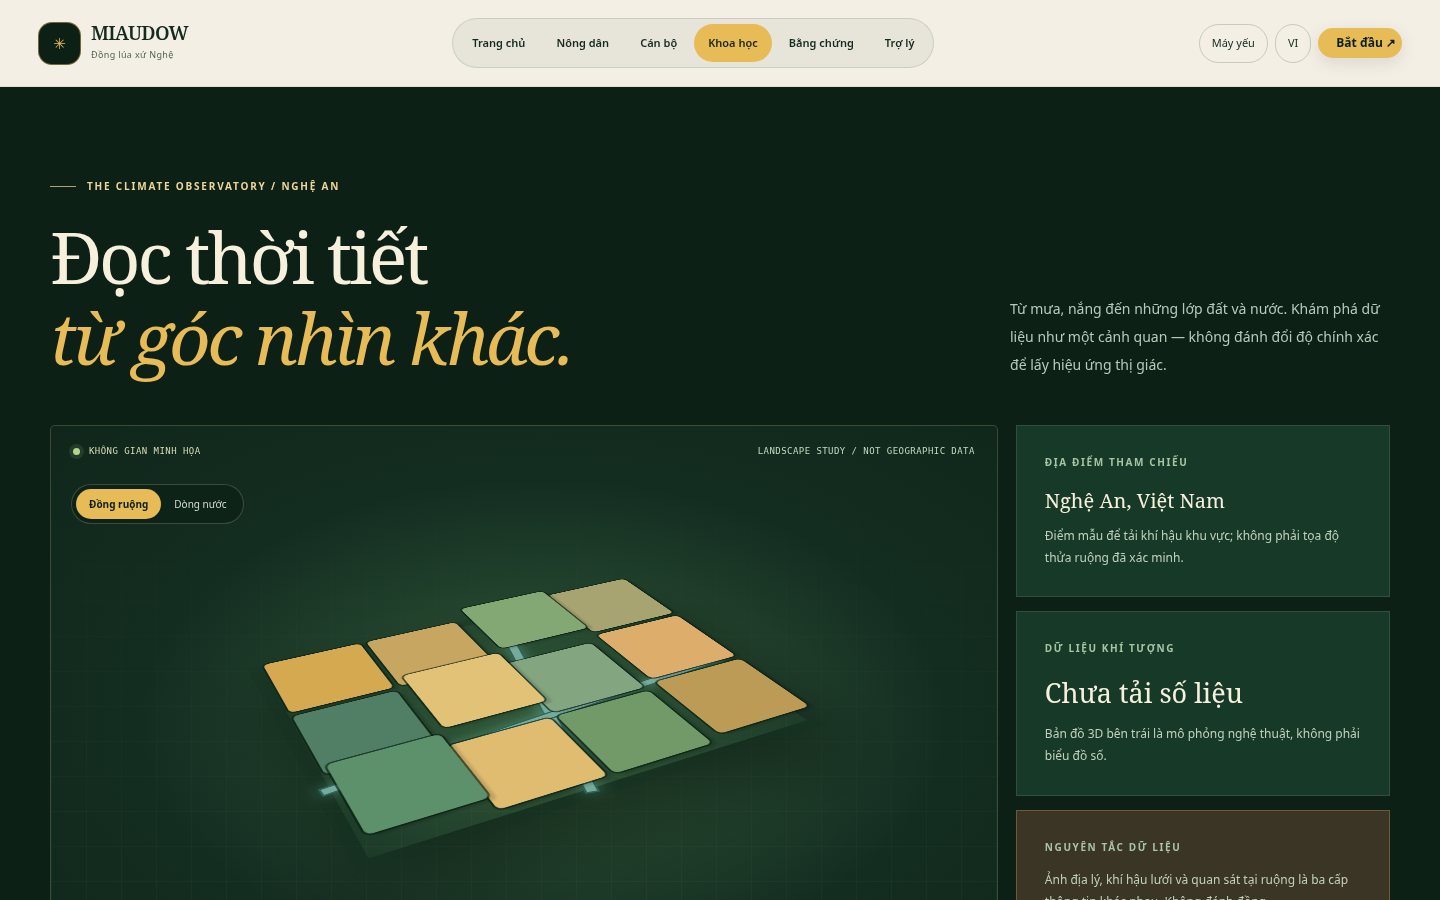 MIAUDOW
Đồng lúa xứ Nghệ
Trang chủ
Nông dân
Cán bộ
Khoa học
Bằng chứng
Trợ lý
Máy yếu
VI
Bắt đầu ↗
THE CLIMATE OBSERVATORY / NGHỆ AN
Đọc thời tiết
từ góc nhìn khác.
Từ mưa, nắng đến những lớp đất và nước. Khám phá dữ
liệu như một cảnh quan — không đánh đổi độ chính xác
để lấy hiệu ứng thị giác.
KHÔNG GIAN MINH HỌA
LANDSCAPE STUDY / NOT GEOGRAPHIC DATA
Đồng ruộng
Dòng nước
ĐỊA ĐIỂM THAM CHIẾU
Nghệ An, Việt Nam
Điểm mẫu để tải khí hậu khu vực; không phải tọa độ
thửa ruộng đã xác minh.
DỮ LIỆU KHÍ TƯỢNG
Chưa tải số liệu
Bản đồ 3D bên trái là mô phỏng nghệ thuật, không phải
biểu đồ số.
NGUYÊN TẮC DỮ LIỆU
Ảnh địa lý, khí hậu lưới và quan sát tại ruộng là ba cấp
thông tin khác nhau. Không đánh đồng.